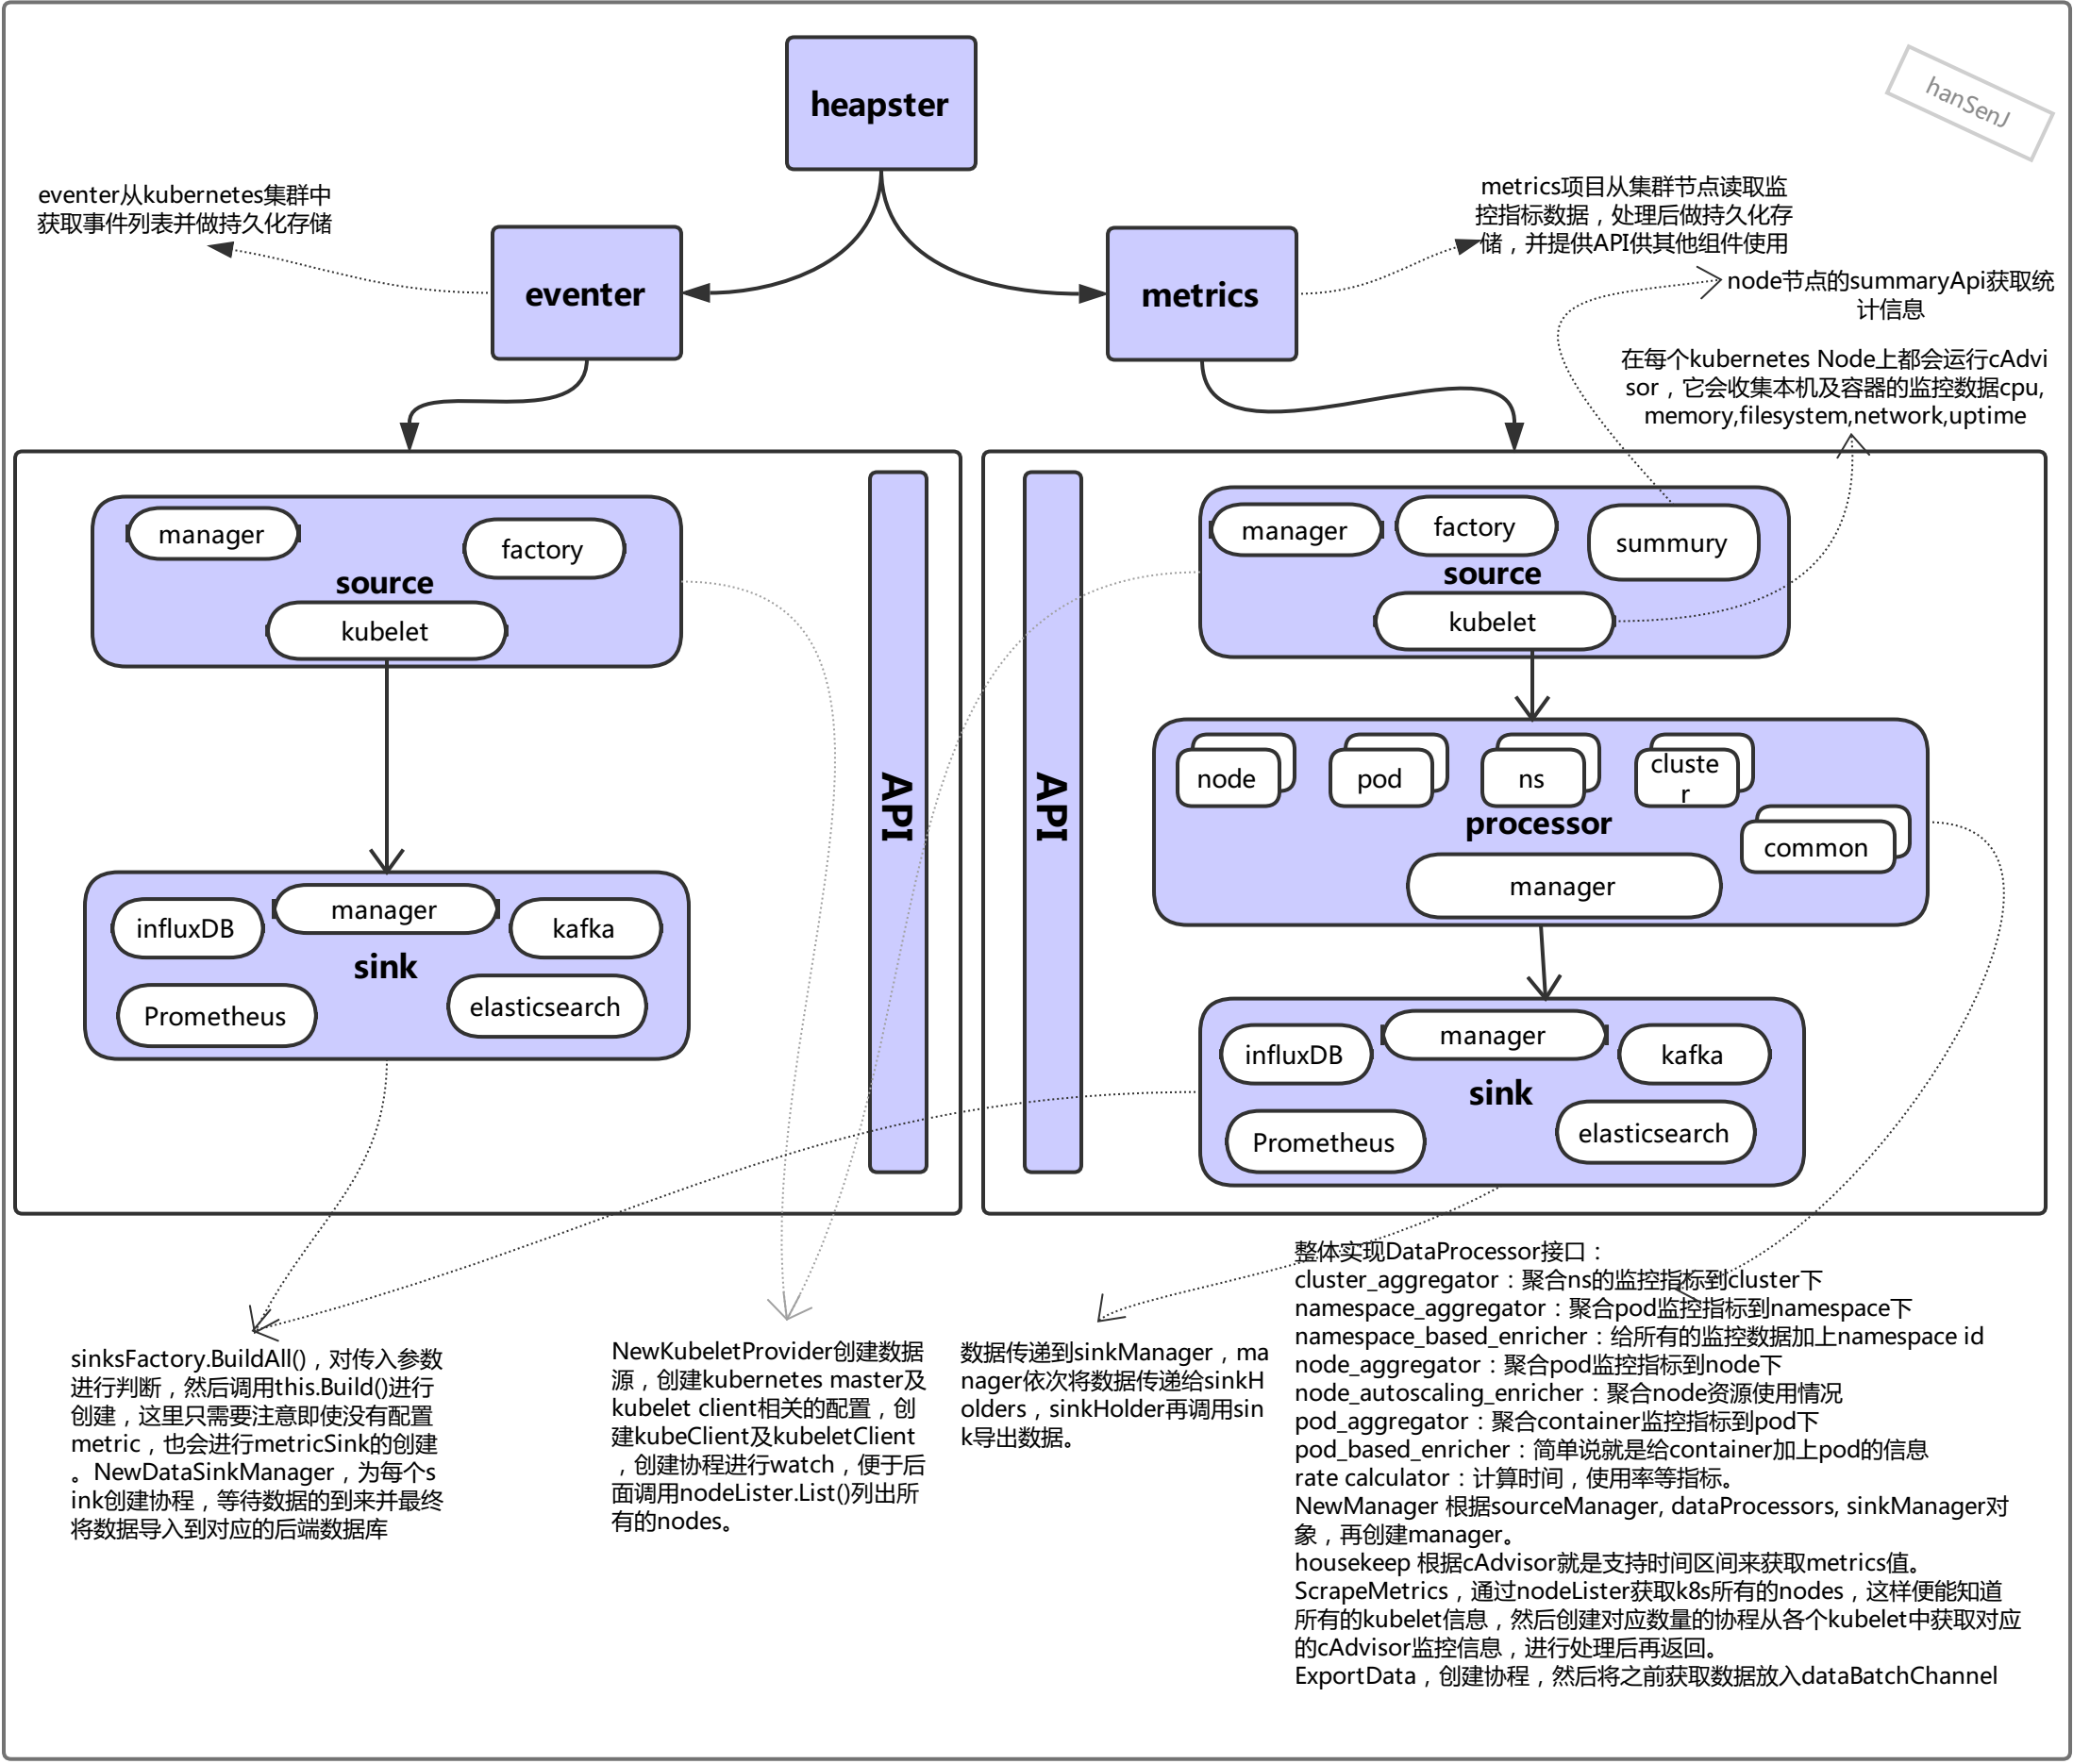 heapster
hanSenJ
eventer从kubernetes集群中
获取事件列表并做持久化存储
metrics项目从集群节点读取监
控指标数据，处理后做持久化存
储，并提供API供其他组件使用
eventer
metrics
node节点的summaryApi获取统
计信息
在每个kubernetes Node上都会运行cAdvi
sor，它会收集本机及容器的监控数据cpu,
memory,filesystem,network,uptime
manager
factory
source
kubelet
API
influxDB
manager
kafka
sink
Prometheus
elasticsearch
API
manager
factory
summury
source
kubelet
node
pod
ns
cluste
r
processor
common
manager
influxDB
manager
kafka
sink
Prometheus
elasticsearch
sinksFactory.BuildAll()，对传入参数
进行判断，然后调用this.Build()进行
创建，这里只需要注意即使没有配置
metric，也会进行metricSink的创建
。NewDataSinkManager，为每个s
ink创建协程，等待数据的到来并最终
将数据导入到对应的后端数据库
NewKubeletProvider创建数据
源，创建kubernetes master及
kubelet client相关的配置，创
建kubeClient及kubeletClient
，创建协程进行watch，便于后
面调用nodeLister.List()列出所
有的nodes。
数据传递到sinkManager，ma
nager依次将数据传递给sinkH
olders，sinkHolder再调用sin
k导出数据。
整体实现DataProcessor接口：
cluster_aggregator：聚合ns的监控指标到cluster下
namespace_aggregator：聚合pod监控指标到namespace下
namespace_based_enricher：给所有的监控数据加上namespace id
node_aggregator：聚合pod监控指标到node下
node_autoscaling_enricher：聚合node资源使用情况
pod_aggregator：聚合container监控指标到pod下
pod_based_enricher：简单说就是给container加上pod的信息
rate calculator：计算时间，使用率等指标。
NewManager 根据sourceManager, dataProcessors, sinkManager对
象，再创建manager。
housekeep 根据cAdvisor就是支持时间区间来获取metrics值。
ScrapeMetrics，通过nodeLister获取k8s所有的nodes，这样便能知道
所有的kubelet信息，然后创建对应数量的协程从各个kubelet中获取对应
的cAdvisor监控信息，进行处理后再返回。
ExportData，创建协程，然后将之前获取数据放入dataBatchChannel